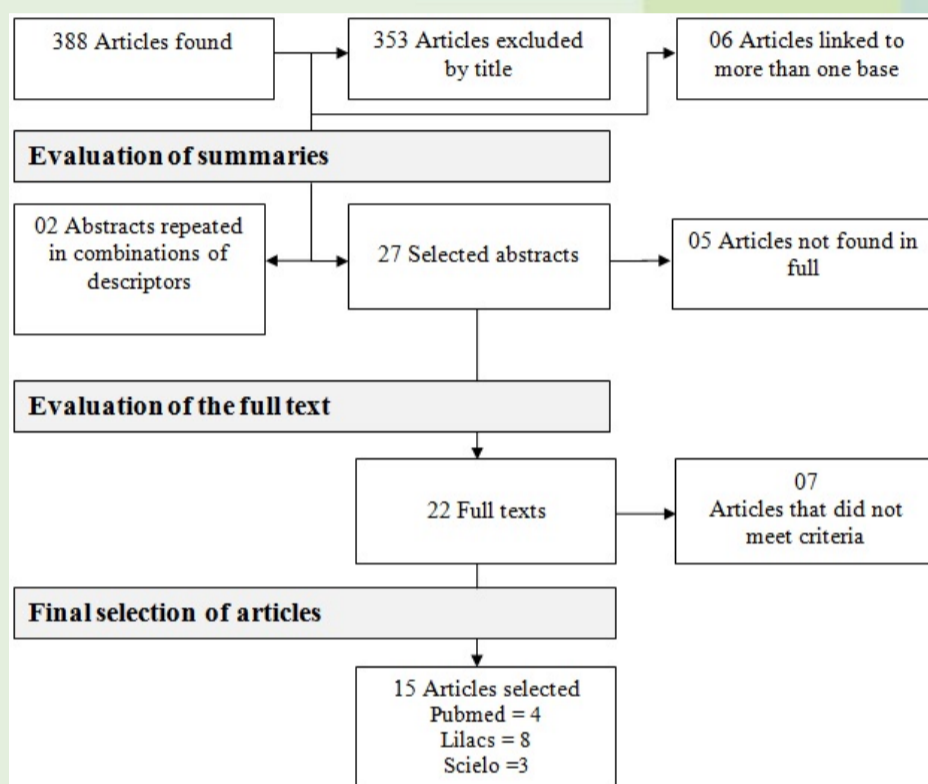 388 Articles found
353 Articles excluded
by title
06 Articles linked to
more than one base
Evaluation of summaries
02 Abstracts repeated
in combinations of
descriptors
27 Selected abstracts
05 Articles not found in
full
Evaluation of the full text
22 Full texts
07
Articles that did not
meet criteria
Final selection of articles
15 Articles selected
Pubmed = 4
Lilacs = 8
Scielo =3